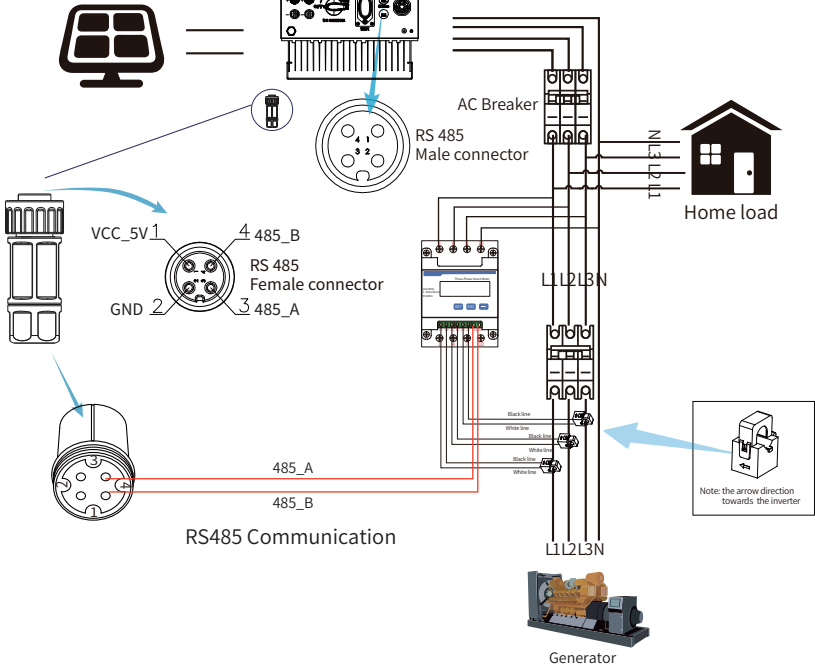 AC Breaker
RS 485
Male connector
4 1
3 2
N
L3
L2
L1
Home load
VCC_5V 1
4 485_B
RS 485
Female connector
GND 2
3 485_A
L1L2L3N
Black line
White line
Black line
White line
Black line
White line
Note: the arrow direction
towards the inverter
3
2
4
1
485_A
485_B
RS485 Communication
L1L2L3N
Generator